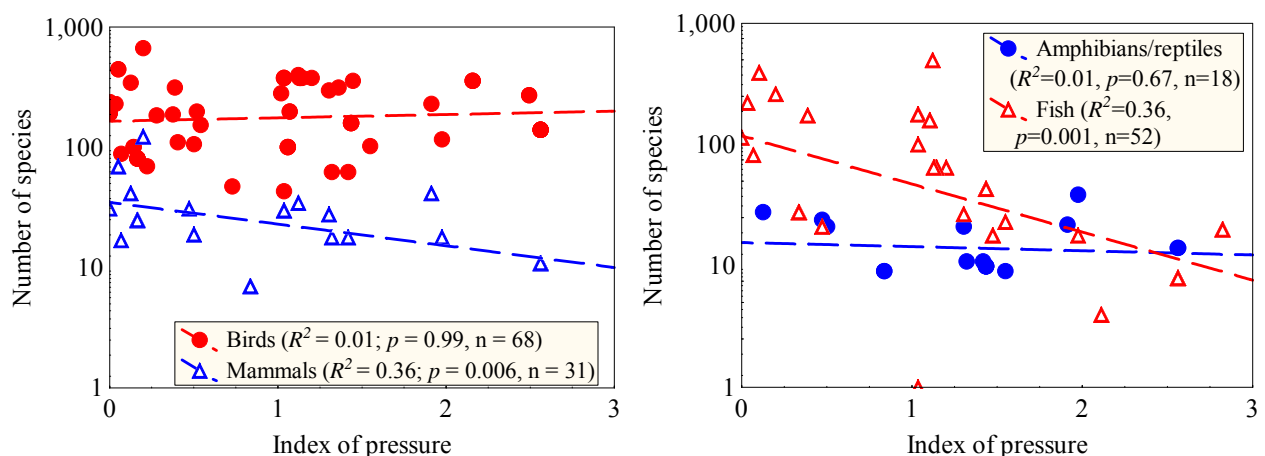 1,000
100
10
1
Number of species
0
1
2
3
Index of pressure
Birds (R² = 0.01; p = 0.99, n = 68)
Mammals (R² = 0.36; p = 0.006, n = 31)
1,000
100
10
1
Number of species
0
1
2
3
Index of pressure
Amphibians/reptiles
(R²=0.01, p=0.67, n=18)
Fish (R²=0.36,
p=0.001, n=52)